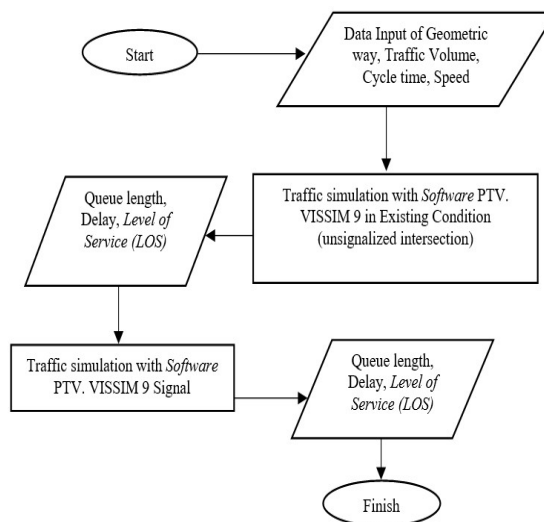 Start
Data Input of Geometric
way, Traffic Volume,
Cycle time, Speed
Traffic simulation with Software PTV.
VISSIM 9 in Existing Condition
(unsignalized intersection)
Queue length,
Delay, Level of
Service (LOS)
Traffic simulation with Software
PTV. VISSIM 9 Signal
Queue length,
Delay, Level of
Service (LOS)
Finish